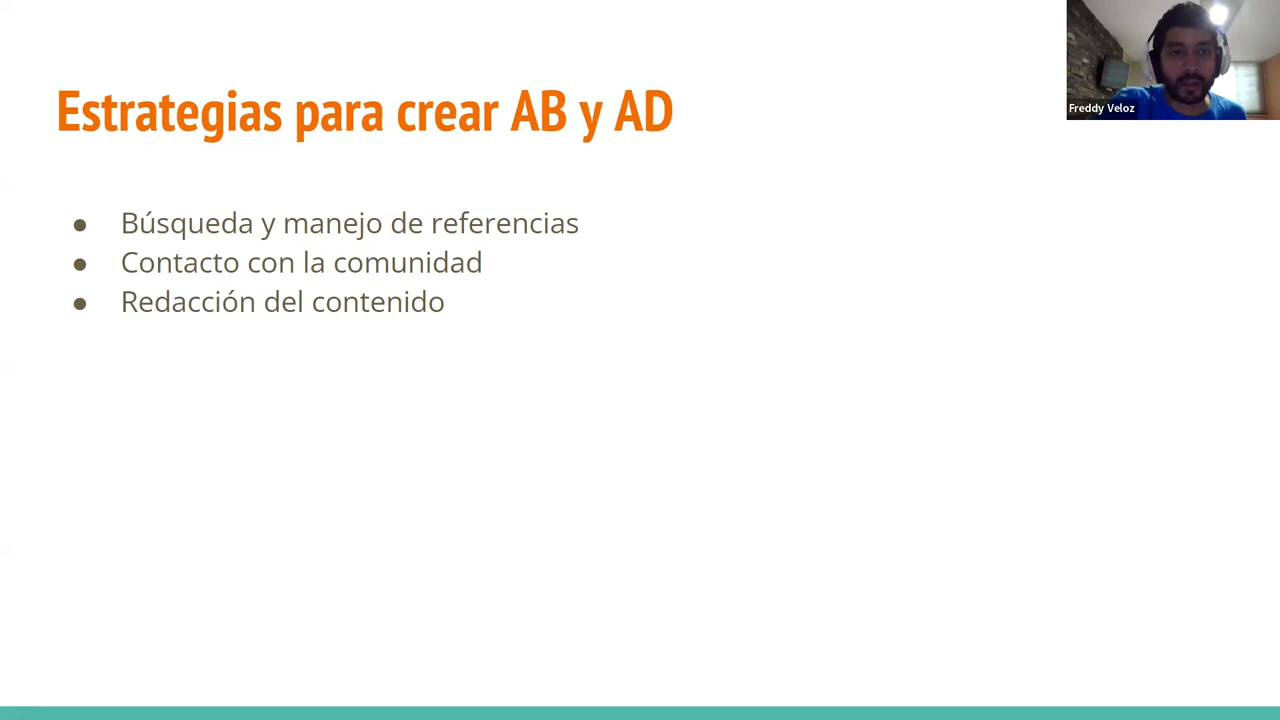 Estrategias para crear AB y AD
Freddy Veloz
● Búsqueda y manejo de referencias
● Contacto con la comunidad
● Redacción del contenido